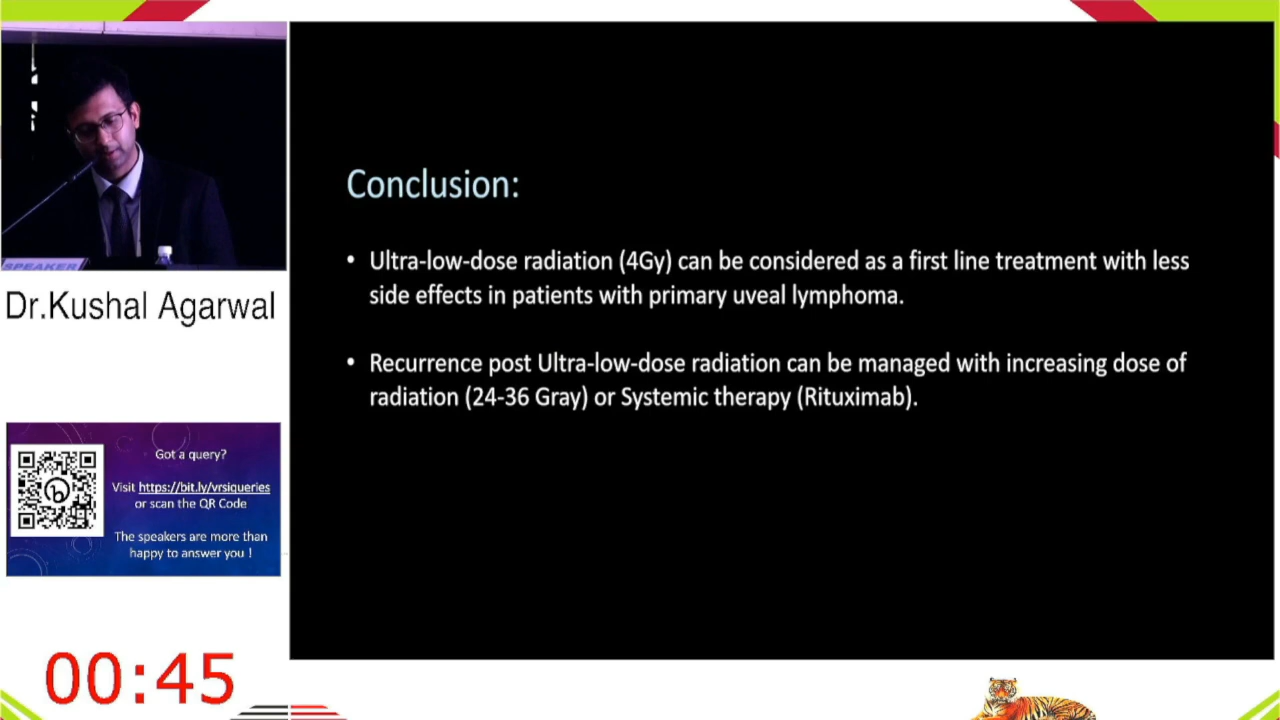 SPEAKER
Dr.Kushal Agarwal
Got a query?
Visit https://bit.ly/vrsiqueries
or scan the QR Code
The speakers are more than
happy to answer you !
00:45
Conclusion:
• Ultra-low-dose radiation (4Gy) can be considered as a first line treatment with less
side effects in patients with primary uveal lymphoma.
• Recurrence post Ultra-low-dose radiation can be managed with increasing dose of
radiation (24-36 Gray) or Systemic therapy (Rituximab).